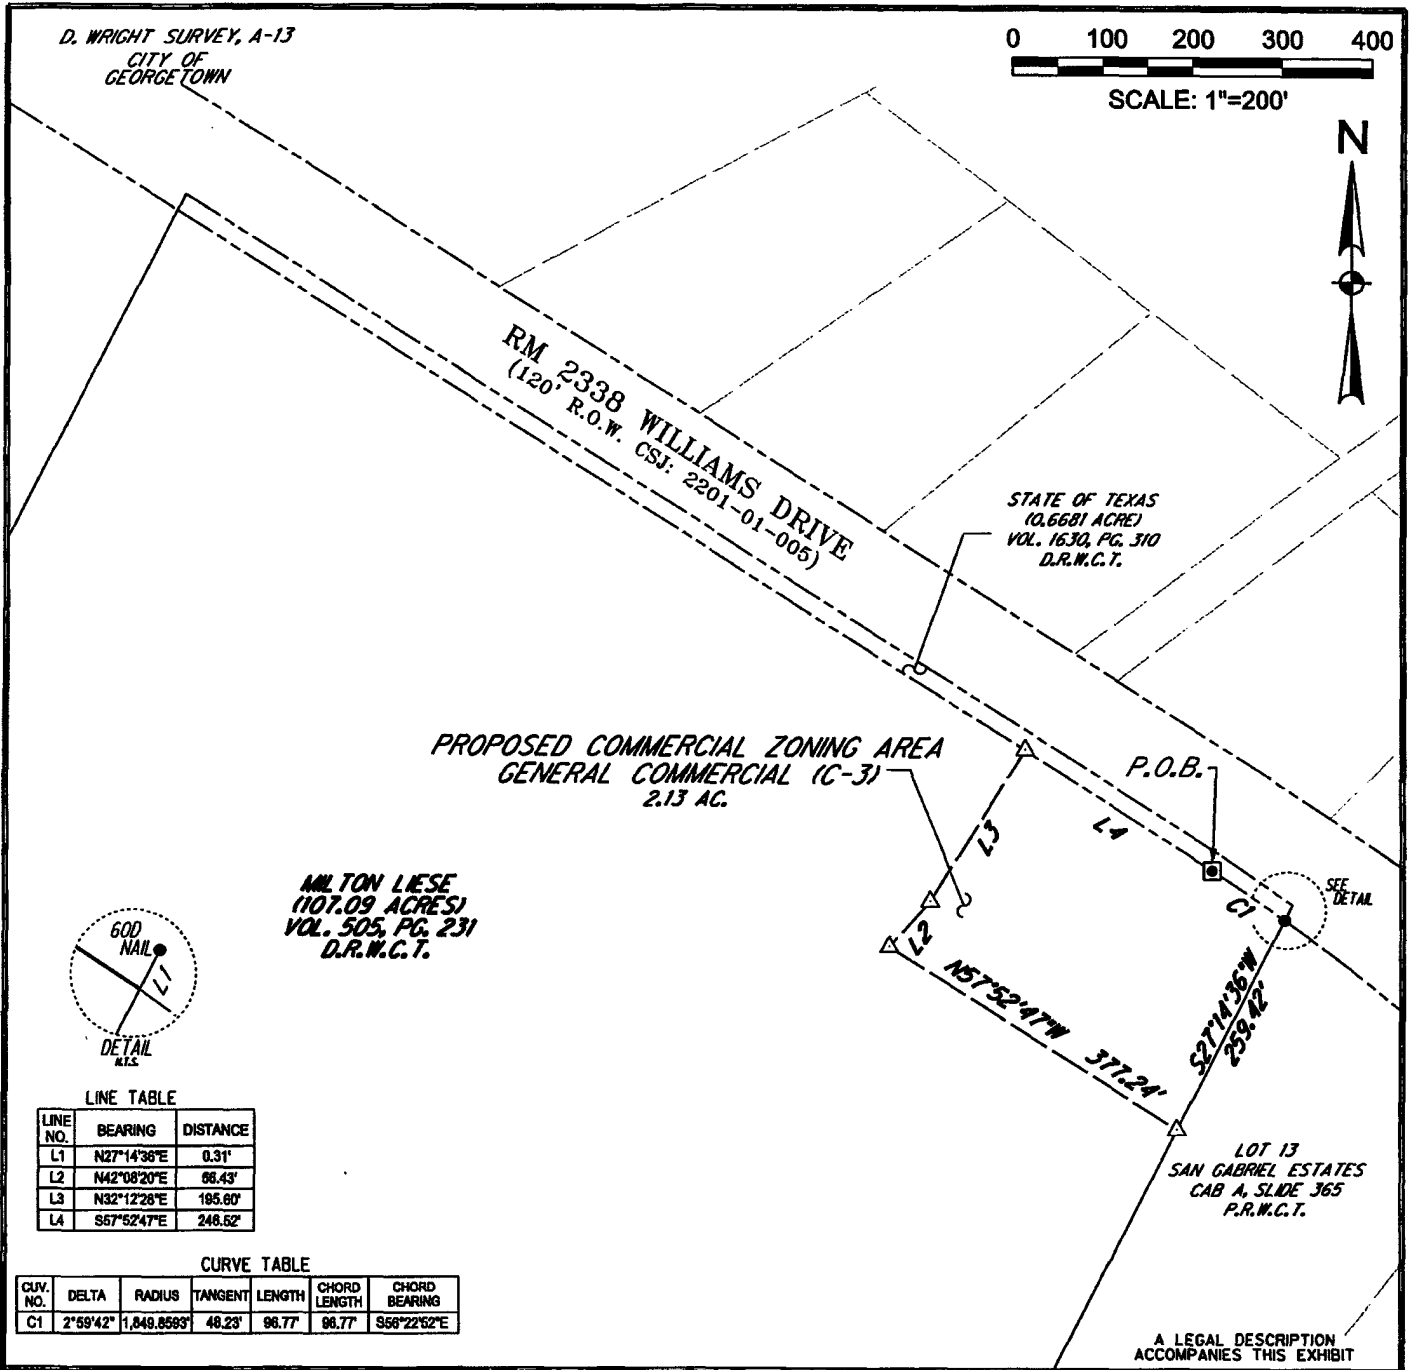 D. WRIGHT SURVEY, A-13
CITY OF
GEORGETOWN
0 100 200 300 400
SCALE: 1"=200'
N
RM 2338 WILLIAMS DRIVE
(120' R.O.W. CSJ: 2201-01-005)
STATE OF TEXAS
(0.6681 ACRE)
VOL. 1630, PG. 310
D.R.W.C.T.
PROPOSED COMMERCIAL ZONING AREA
GENERAL COMMERCIAL (C-3)
2.13 AC.
P.O.B.
L3
L4
C1
SEE
DETAIL
L2
N57°52'47"W 377.24'
S27°14'36"W
259.42'
MILTON LIESE
(107.09 ACRES)
VOL. 505, PG. 231
D.R.W.C.T.
60D
NAIL
L1
DETAIL
N.T.S.
LINE TABLE
LINE NO. BEARING DISTANCE
L1 N27°14'36"E 0.31'
L2 N42°08'20"E 56.43'
L3 N32°12'28"E 195.60'
L4 S57°52'47"E 246.52'
LOT 13
SAN GABRIEL ESTATES
CAB A, SLIDE 365
P.R.W.C.T.
CURVE TABLE
CUV. NO. DELTA RADIUS TANGENT LENGTH CHORD LENGTH CHORD BEARING
C1 2°59'42" 1,849.8593' 48.23' 96.77' 96.77' S56°22'52"E
A LEGAL DESCRIPTION
ACCOMPANIES THIS EXHIBIT